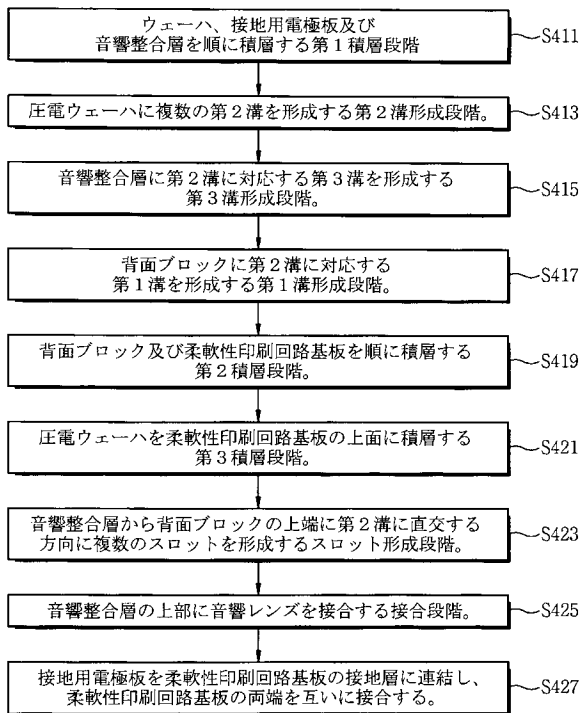 ウェーハ、接地用電極板及び
音響整合層を順に積層する第1積層段階
S411
圧電ウェーハに複数の第2溝を形成する第2溝形成段階。
S413
音響整合層に第2溝に対応する第3溝を形成する
第3溝形成段階。
S415
背面ブロックに第2溝に対応する
第1溝を形成する第1溝形成段階。
S417
背面ブロック及び柔軟性印刷回路基板を順に積層する
第2積層段階。
S419
圧電ウェーハを柔軟性印刷回路基板の上面に積層する
第3積層段階。
S421
音響整合層から背面ブロックの上端に第2溝に直交する
方向に複数のスロットを形成するスロット形成段階。
S423
音響整合層の上部に音響レンズを接合する接合段階。
S425
接地用電極板を柔軟性印刷回路基板の接地層に連結し、
柔軟性印刷回路基板の両端を互いに接合する。
S427